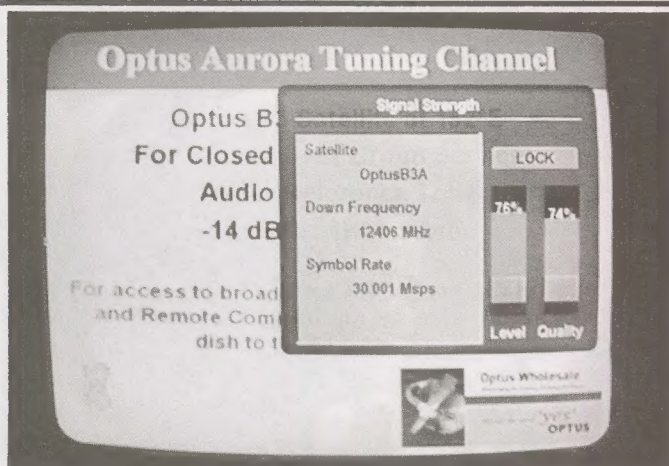 Optus Aurora Tuning Channel
Optus B
For Closed
Audio
-14 dB
For access to broad
and Remote Com
dish to t
Signal Strength
Satellite
OptusB3A
Down Frequency
12406 MHz
Symbol Rate
30.001 Msps
LOCK
76% 74%
Level Quality
Optus Wholesale
"yes"
OPTUS